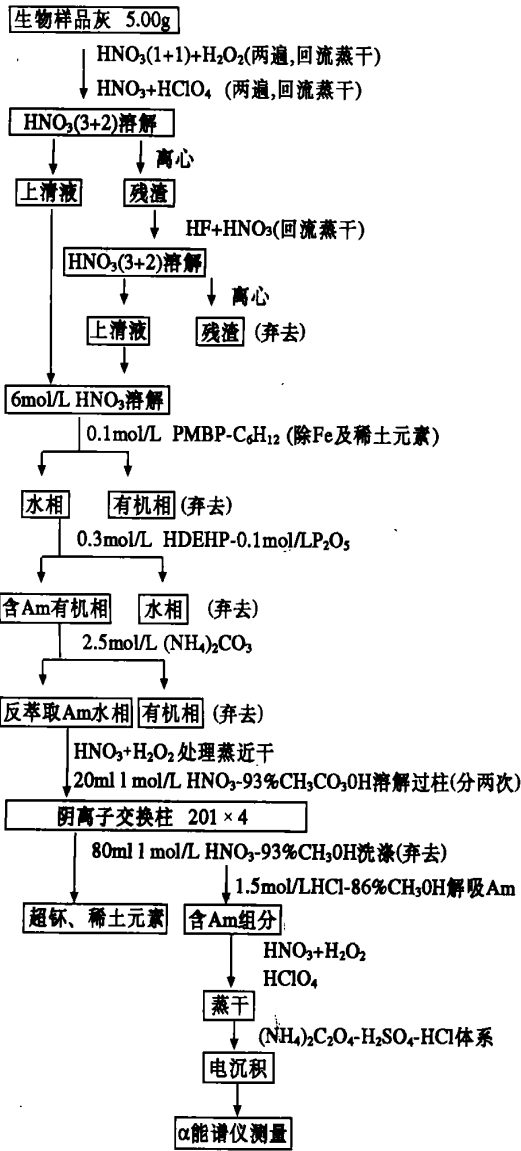 生物样品灰 5.00g
HNO₃(1+1)+H₂O₂(两遍,回流蒸干)
HNO₃+HClO₄ (两遍,回流蒸干)
HNO₃(3+2)溶解
离心
上清液 残渣
HF+HNO₃(回流蒸干)
HNO₃(3+2)溶解
离心
上清液 残渣 (弃去)
6mol/L HNO₃溶解
0.1mol/L PMBP-C₆H₁₂ (除Fe及稀土元素)
水相 有机相 (弃去)
0.3mol/L HDEHP-0.1mol/LP₂O₅
含Am有机相 水相 (弃去)
2.5mol/L (NH₄)₂CO₃
反萃取Am水相 有机相 (弃去)
HNO₃+H₂O₂处理蒸近干
20ml l mol/L HNO₃-93%CH₃CO₃0H溶解过柱(分两次)
阴离子交换柱 201×4
80ml l mol/L HNO₃-93%CH₃0H洗涤(弃去)
1.5mol/LHCl-86%CH₃0H解吸Am
超钚、稀土元素 含Am组分
HNO₃+H₂O₂
HClO₄
蒸干
(NH₄)₂C₂O₄-H₂SO₄-HCl体系
电沉积
α能谱仪测量